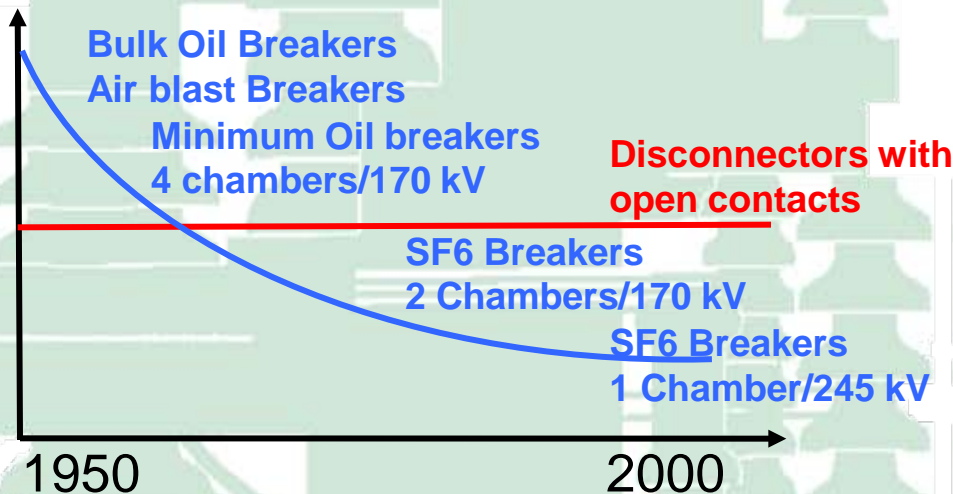 Bulk Oil Breakers
Air blast Breakers
Minimum Oil breakers
4 chambers/170 kV
Disconnectors with
open contacts
SF6 Breakers
2 Chambers/170 kV
SF6 Breakers
1 Chamber/245 kV
1950
2000